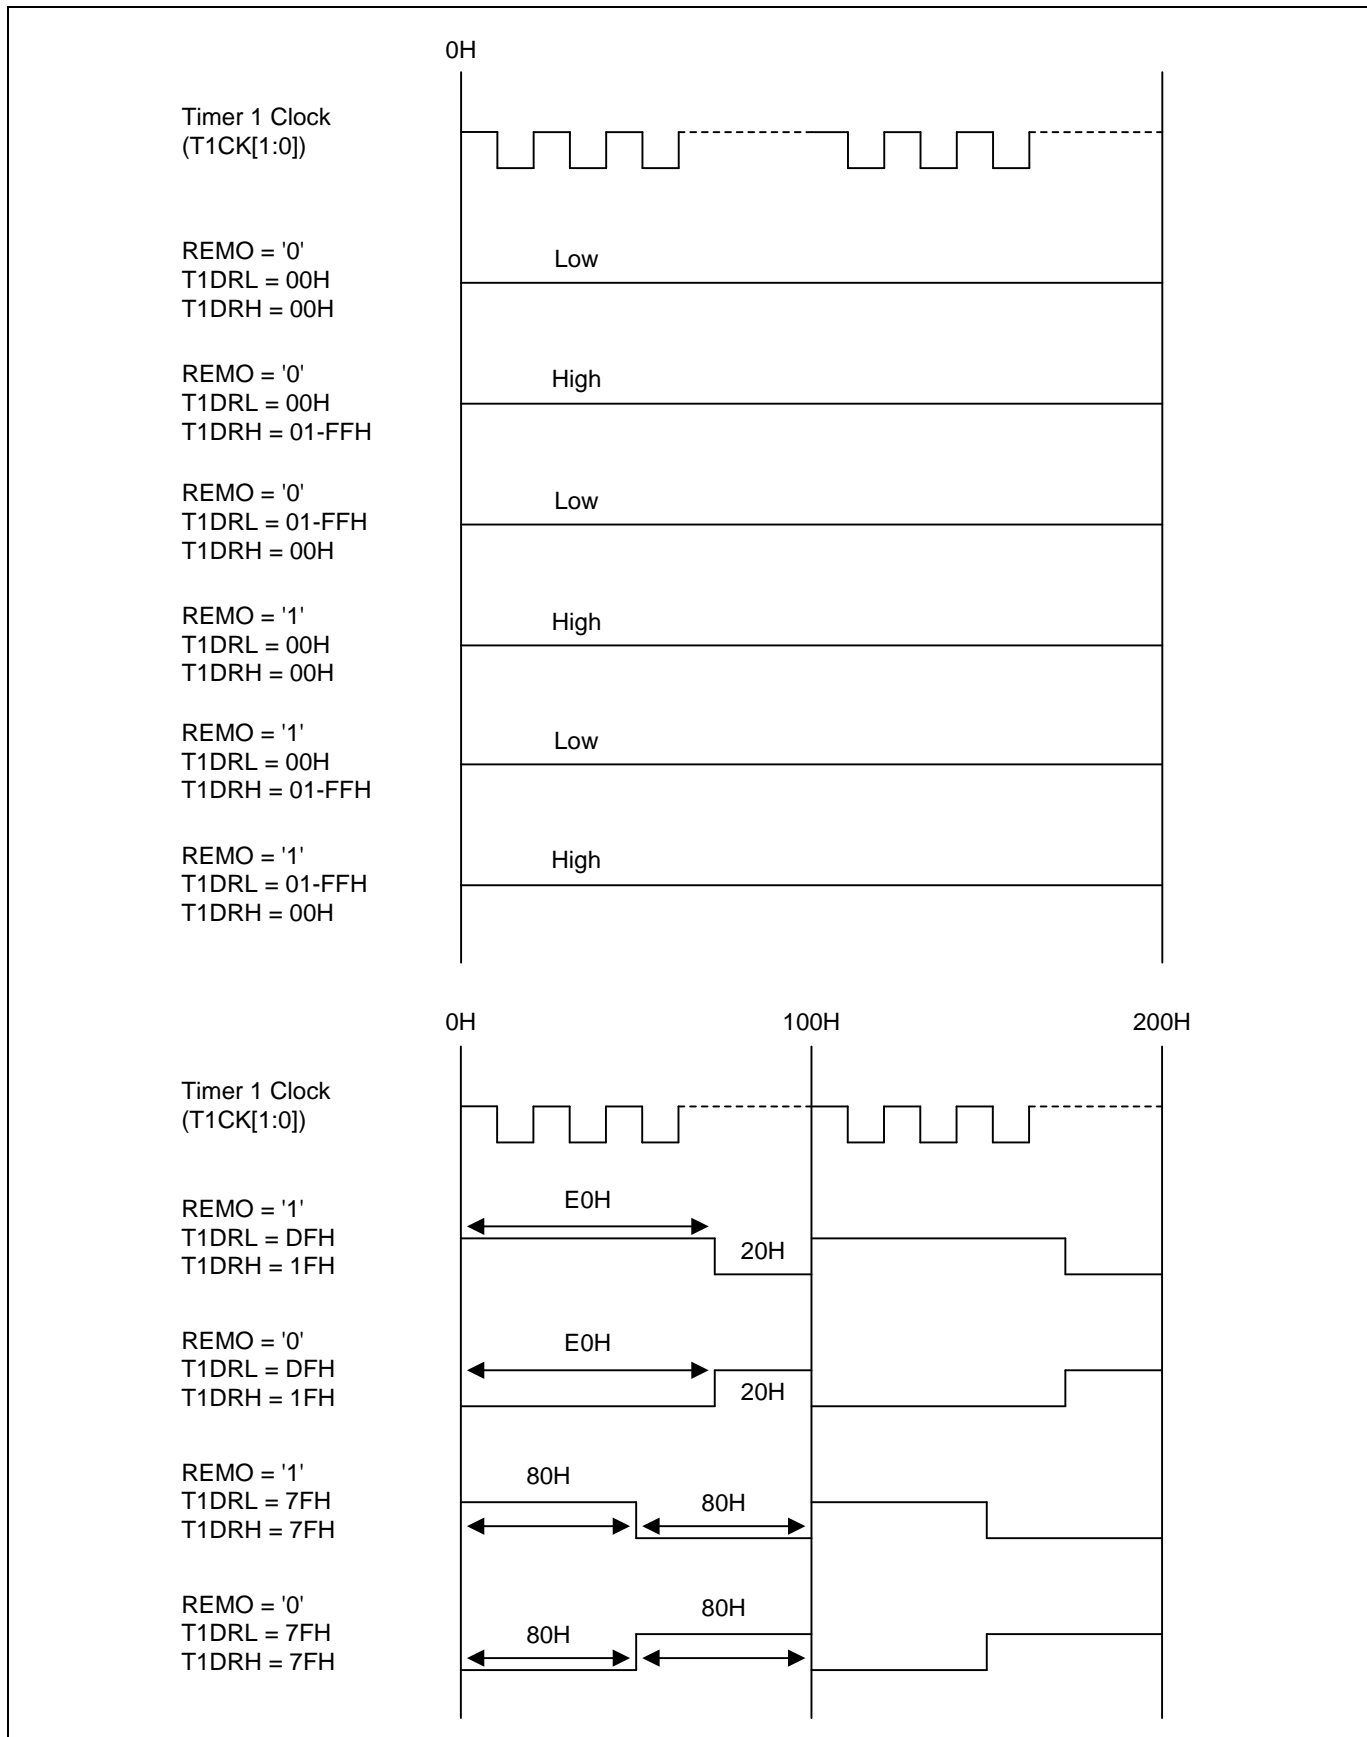 0H
Timer 1 Clock
(T1CK[1:0])
REMO = '0'
T1DRL = 00H
T1DRH = 00H
Low
REMO = '0'
T1DRL = 00H
T1DRH = 01-FFH
High
REMO = '0'
T1DRL = 01-FFH
T1DRH = 00H
Low
REMO = '1'
T1DRL = 00H
T1DRH = 00H
High
REMO = '1'
T1DRL = 00H
T1DRH = 01-FFH
Low
REMO = '1'
T1DRL = 01-FFH
T1DRH = 00H
High
0H 100H 200H
Timer 1 Clock
(T1CK[1:0])
REMO = '1'
T1DRL = DFH
T1DRH = 1FH
E0H
20H
REMO = '0'
T1DRL = DFH
T1DRH = 1FH
E0H
20H
REMO = '1'
T1DRL = 7FH
T1DRH = 7FH
80H
80H
REMO = '0'
T1DRL = 7FH
T1DRH = 7FH
80H
80H